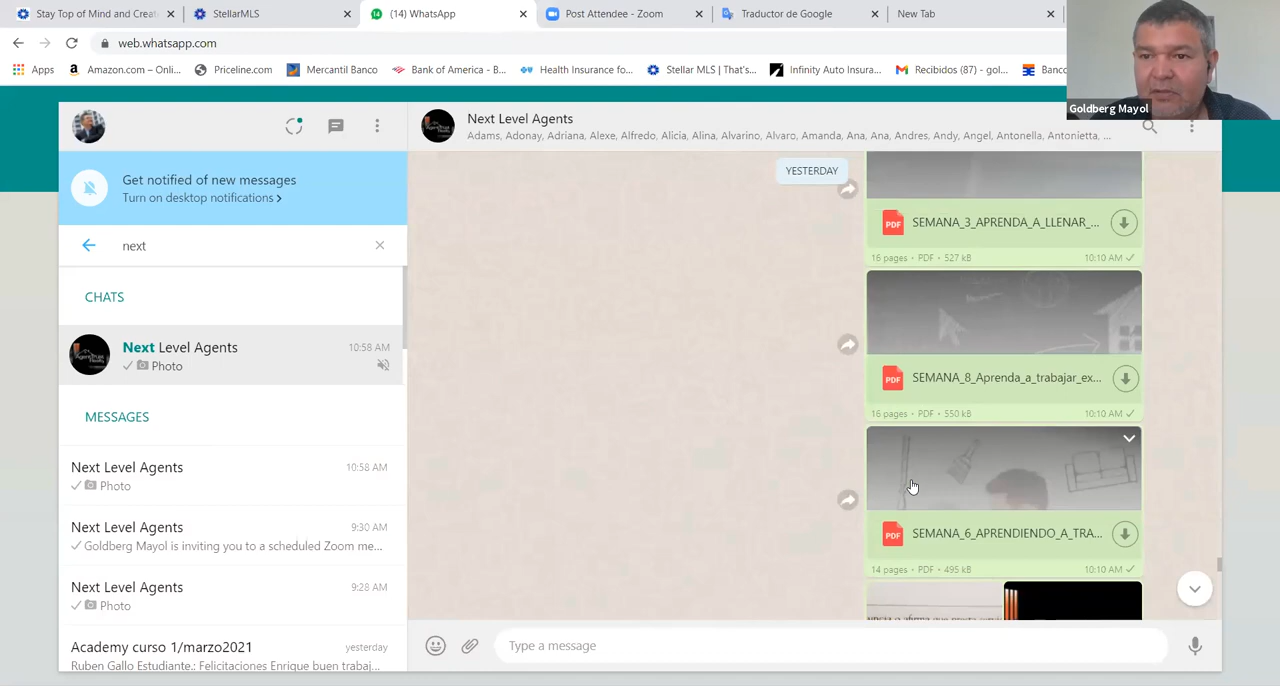 Stay Top of Mind and Creat
StellarMLS
(14) WhatsApp
Post Attendee - Zoom
Traductor de Google
New Tab
web.whatsapp.com
Apps
Amazon.com – Onli...
Priceline.com
Mercantil Banco
Bank of America - B...
Health Insurance fo...
Stellar MLS | That's...
Infinity Auto Insura...
Recibidos (87) - gol...
Banco
Goldberg Mayol
Next Level Agents
Adams, Adonay, Adriana, Alexe, Alfredo, Alicia, Alina, Alvarino, Alvaro, Amanda, Ana, Ana, Andres, Andy, Angel, Antonella, Antonietta, ...
Get notified of new messages
Turn on desktop notifications >
next
CHATS
Next Level Agents
10:58 AM
Photo
MESSAGES
Next Level Agents
10:58 AM
Photo
Next Level Agents
9:30 AM
Goldberg Mayol is inviting you to a scheduled Zoom me...
Next Level Agents
9:28 AM
Photo
Academy curso 1/marzo2021
yesterday
Ruben Gallo Estudiante.: Felicitaciones Enrique buen trabaj...
YESTERDAY
PDF
SEMANA_3_APRENDA_A_LLENAR_...
16 pages • PDF • 527 kB
10:10 AM
PDF
SEMANA_8_Aprenda_a_trabajar_ex...
16 pages • PDF • 550 kB
10:10 AM
PDF
SEMANA_6_APRENDIENDO_A_TRA...
14 pages • PDF • 495 kB
10:10 AM
Type a message